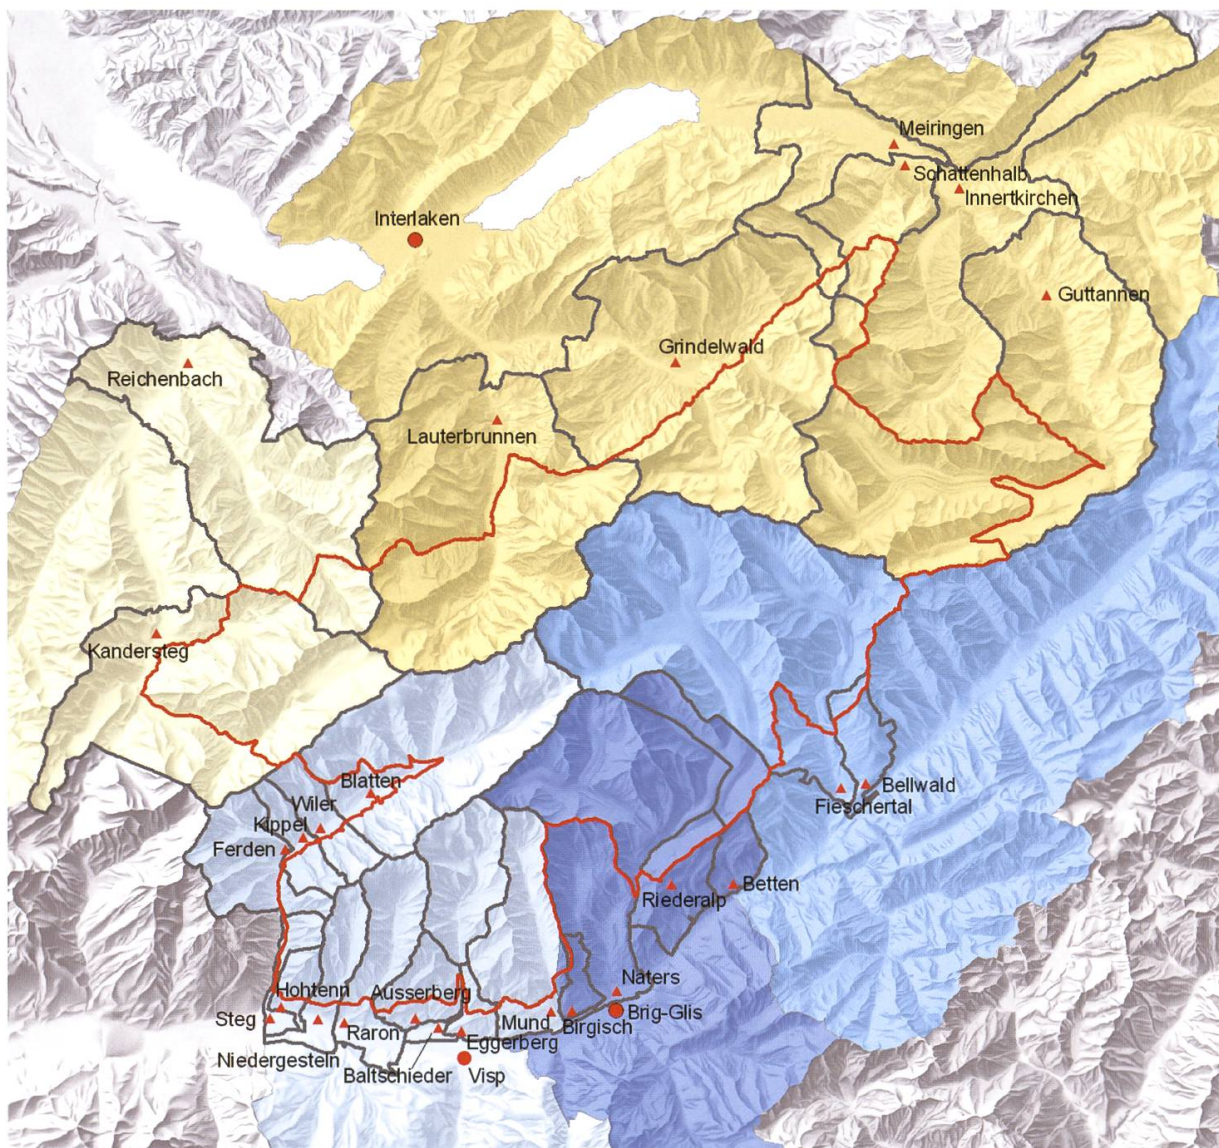 Meiringen
Schattenhalb
Innertkirchen
Interlaken
Guttannen
Grindelwald
Reichenbach
Lauterbrunnen
Kandersteg
Blatten
Bellwald
Fieschertal
Wiler
Kippel
Ferden
Betten
Riederalp
Naters
Hohtenn
Ausserberg
Brig-Glis
Steg
Mund
Birgisch
Raron
Eggerberg
Niedergesteln
Baltschieder
Visp